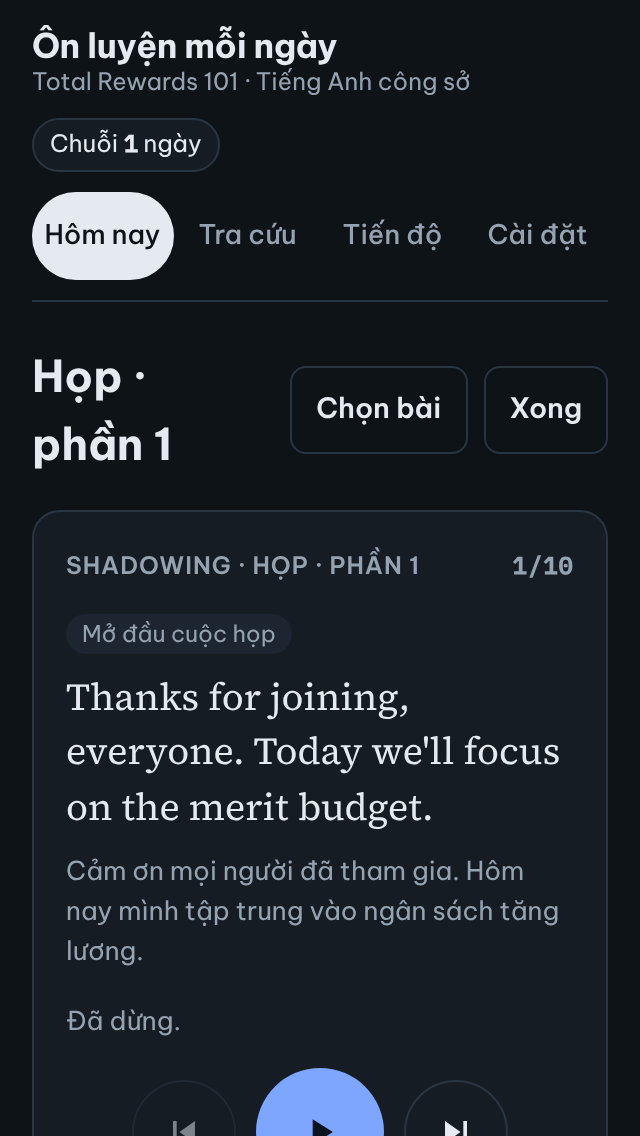 Ôn luyện mỗi ngày
Total Rewards 101 · Tiếng Anh công sở
Chuỗi 1 ngày
Hôm nay Tra cứu Tiến độ Cài đặt
Họp ·
phần 1
Chọn bài Xong
SHADOWING · HỌP · PHẦN 1 1/10
Mở đầu cuộc họp
Thanks for joining,
everyone. Today we'll focus
on the merit budget.
Cảm ơn mọi người đã tham gia. Hôm
nay mình tập trung vào ngân sách tăng
lương.
Đã dừng.